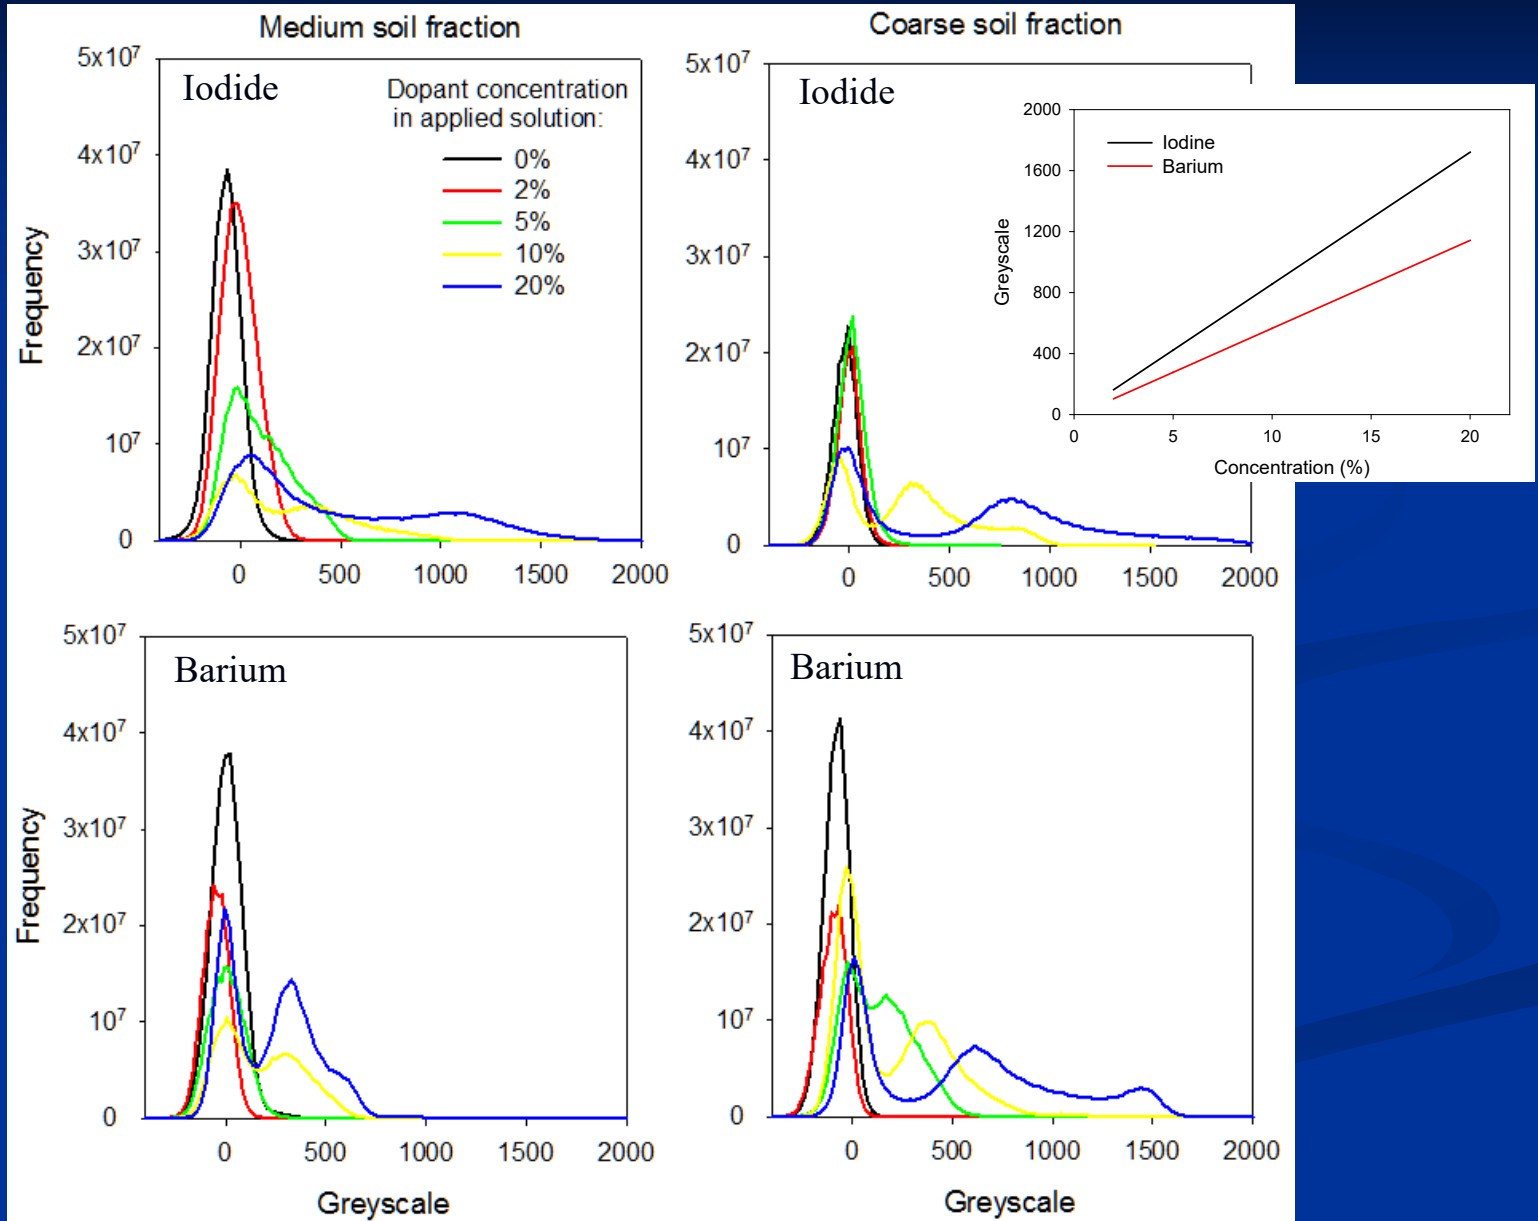 Medium soil fraction
Coarse soil fraction
5x10⁷
4x10⁷
3x10⁷
2x10⁷
10⁷
0
Frequency
Iodide
Dopant concentration
in applied solution:
0%
2%
5%
10%
20%
0 500 1000 1500 2000
5x10⁷
4x10⁷
3x10⁷
2x10⁷
10⁷
0
Iodide
0 500 1000 1500 2000
2000
1600
1200
800
400
0
Greyscale
Iodine
Barium
0 5 10 15 20
Concentration (%)
5x10⁷
4x10⁷
3x10⁷
2x10⁷
10⁷
0
Frequency
Barium
0 500 1000 1500 2000
Greyscale
5x10⁷
4x10⁷
3x10⁷
2x10⁷
10⁷
0
Barium
0 500 1000 1500 2000
Greyscale